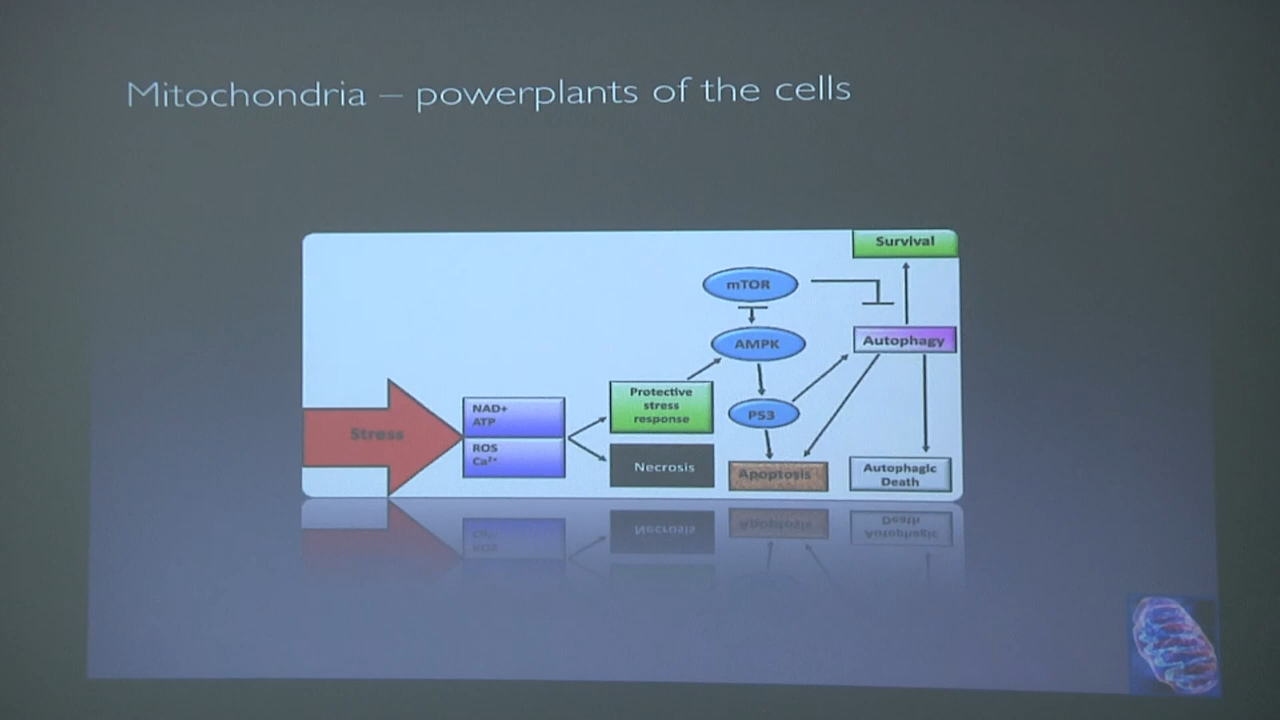 Mitochondria – powerplants of the cells
Survival
mTOR
AMPK
Autophagy
Protective
stress
response
P53
NAD+
ATP
Stress
ROS
Ca²⁺
Necrosis
Apoptosis
Autophagic
Death